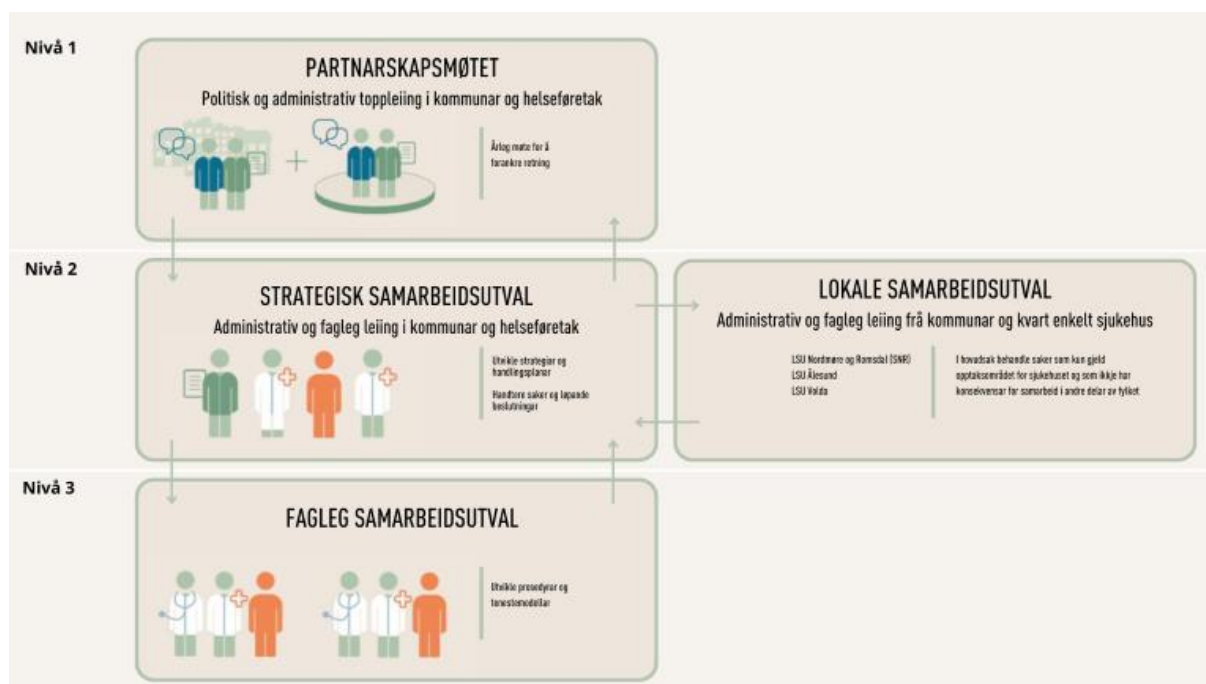 Nivå 1
PARTNARSKAPSMØTET
Politisk og administrativ toppleiing i kommunar og helseføretak
Årleg møte for å
forankre retning
Nivå 2
STRATEGISK SAMARBEIDSUTVAL
Administrativ og fagleg leiing i kommunar og helseføretak
Utvikle strategiar og
handlingsplanar
Handtere saker og løpande
beslutningar
LOKALE SAMARBEIDSUTVAL
Administrativ og fagleg leiing frå kommunar og kvart enkelt sjukehus
LSU Nordmøre og Romsdal (SNR)
LSU Ålesund
LSU Volda
I hovudsak behandle saker som kun gjeld
opptaksområdet for sjukehuset og som ikkje har
konsekvensar for samarbeid i andre delar av fylket
Nivå 3
FAGLEG SAMARBEIDSUTVAL
Utvikle prosedyrar og
tenestemodellar